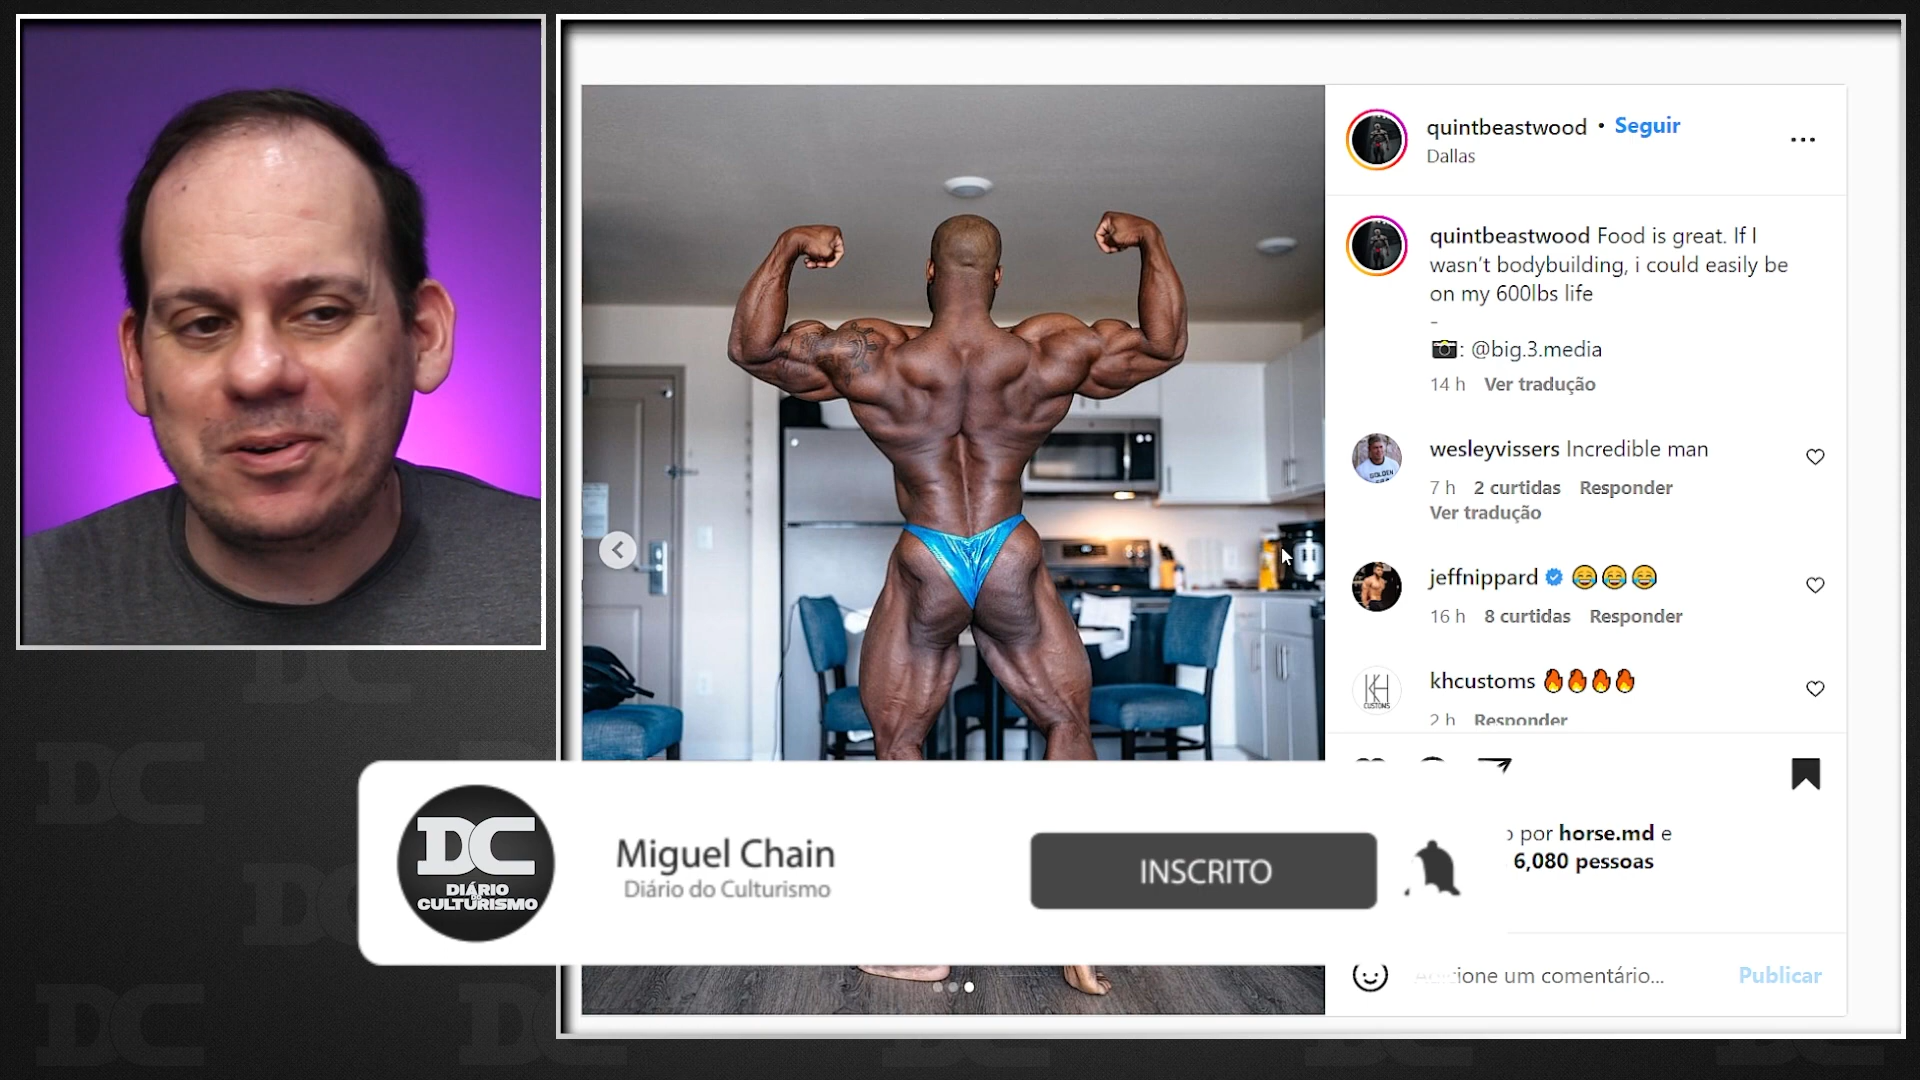 quintbeastwood • Seguir
Dallas
quintbeastwood Food is great. If I
wasn't bodybuilding, i could easily be
on my 600lbs life
-
: @big.3.media
14 h Ver tradução
wesleyvissers Incredible man
7 h 2 curtidas Responder
Ver tradução
jeffnippard
16 h 8 curtidas Responder
KH
CUSTOMS
khcustoms
2 h Responder
por horse.md e
6,080 pessoas
comentário...
Publicar
um
DC
DIÁRIO
DO
CULTURISMO
Miguel Chain
Diário do Culturismo
INSCRITO